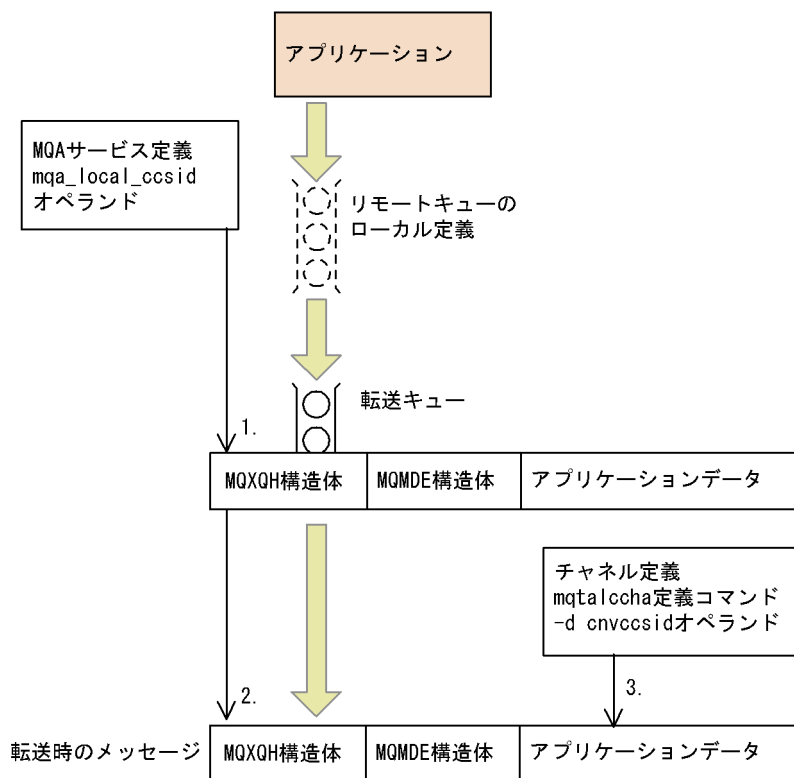 アプリケーション
MQAサービス定義
mqa_local_ccsid
オペランド
リモートキューの
ローカル定義
転送キュー
1.
MQXQH構造体 MQMDE構造体 アプリケーションデータ
チャネル定義
mqtalccha定義コマンド
-d cnvccsidオペランド
2.
3.
転送時のメッセージ MQXQH構造体 MQMDE構造体 アプリケーションデータ